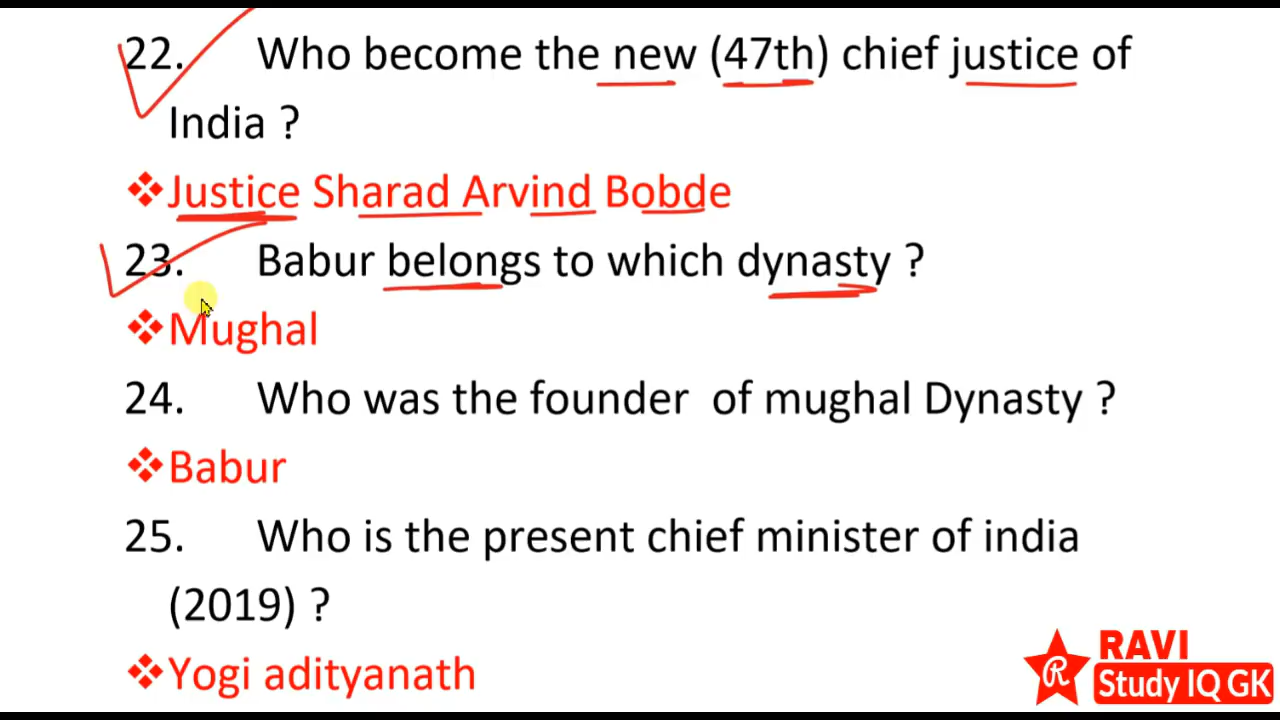 22. Who become the new (47th) chief justice of
India ?
❖Justice Sharad Arvind Bobde
23. Babur belongs to which dynasty ?
❖Mughal
24. Who was the founder of mughal Dynasty ?
❖Babur
25. Who is the present chief minister of india
(2019) ?
❖Yogi adityanath
R
RAVI
Study IQ GK